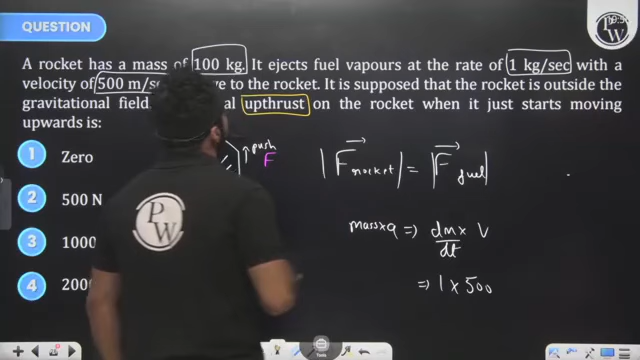 QUESTION
A rocket has a mass of 100 kg. It ejects fuel vapours at the rate of 1 kg/sec with a
velocity of 500 m/se to the rocket. It is supposed that the rocket is outside the
gravitational field. upthrust on the rocket when it just starts moving
upwards is:
1 Zero
2 500 N
3 1000
4 200
↑ push
F
|F⃗ rocket| = |F⃗ fuel|
mass×a ⇒ dm/dt × V
⇒ 1 × 500
P W
P W
Tools